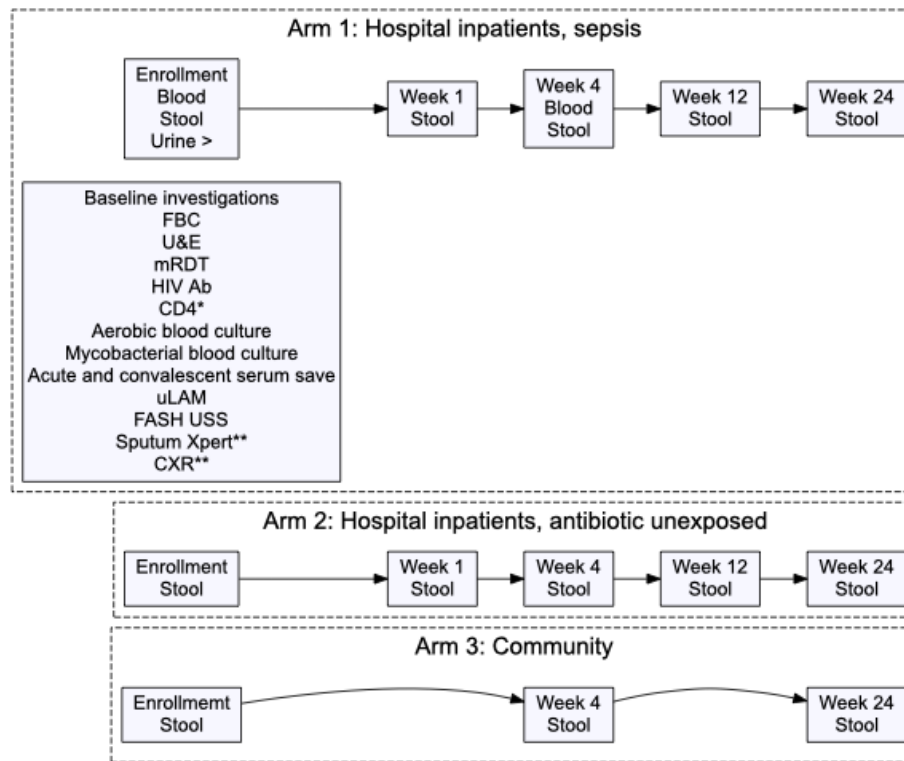 Arm 1: Hospital inpatients, sepsis
Enrollment
Blood
Stool
Urine >
Week 1
Stool
Week 4
Blood
Stool
Week 12
Stool
Week 24
Stool
Baseline investigations
FBC
U&E
mRDT
HIV Ab
CD4*
Aerobic blood culture
Mycobacterial blood culture
Acute and convalescent serum save
uLAM
FASH USS
Sputum Xpert**
CXR**
Arm 2: Hospital inpatients, antibiotic unexposed
Enrollment
Stool
Week 1
Stool
Week 4
Stool
Week 12
Stool
Week 24
Stool
Arm 3: Community
Enrollmemt
Stool
Week 4
Stool
Week 24
Stool